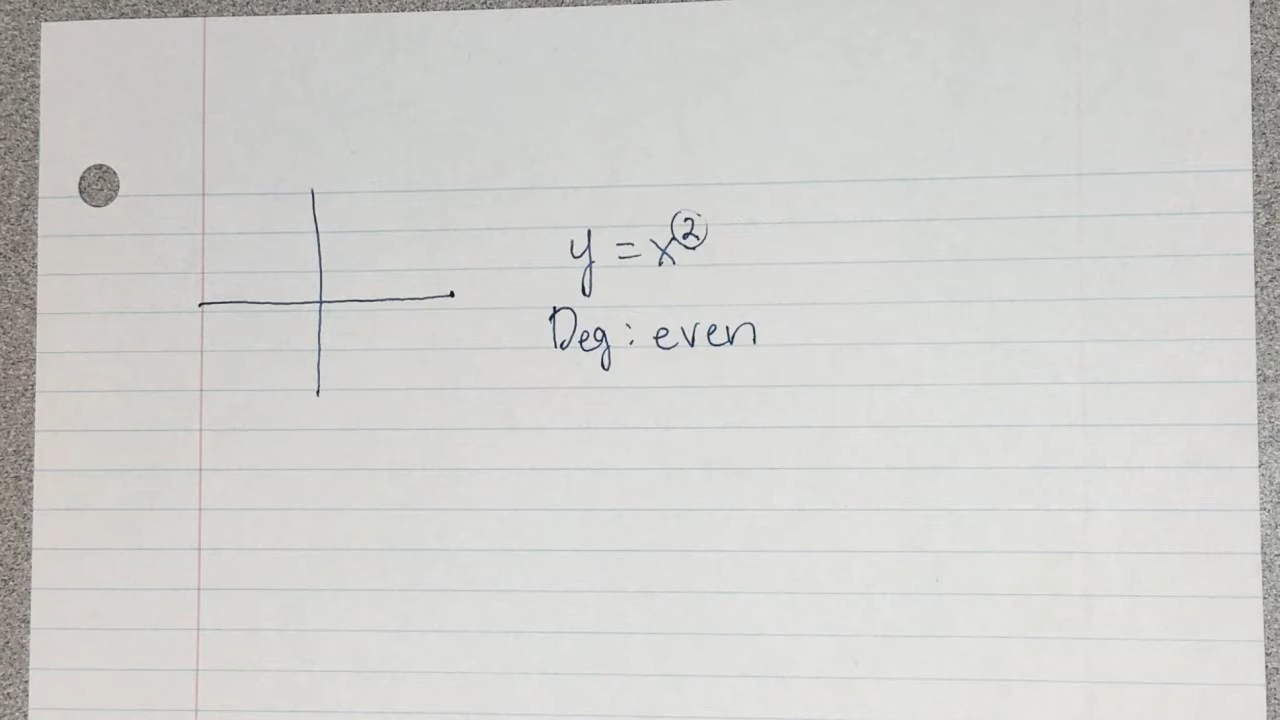 y = x²
Deg: even